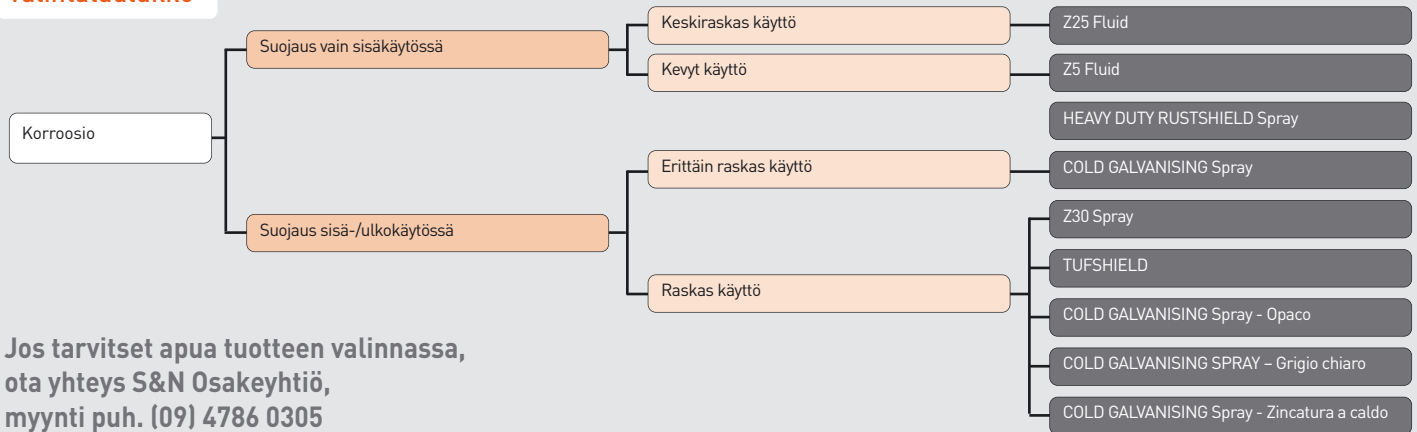 Valintataulukko
Korroosio
Suojaus vain sisäkäytössä
Keskiraskas käyttö
Z25 Fluid
Kevyt käyttö
Z5 Fluid
HEAVY DUTY RUSTSHIELD Spray
Suojaus sisä-/ulkokäytössä
Erittäin raskas käyttö
COLD GALVANISING Spray
Raskas käyttö
Z30 Spray
TUFSHIELD
COLD GALVANISING Spray - Opaco
COLD GALVANISING SPRAY – Grigio chiaro
COLD GALVANISING Spray - Zincatura a caldo
Jos tarvitset apua tuotteen valinnassa,
ota yhteys S&N Osakeyhtiö,
myynti puh. (09) 4786 0305